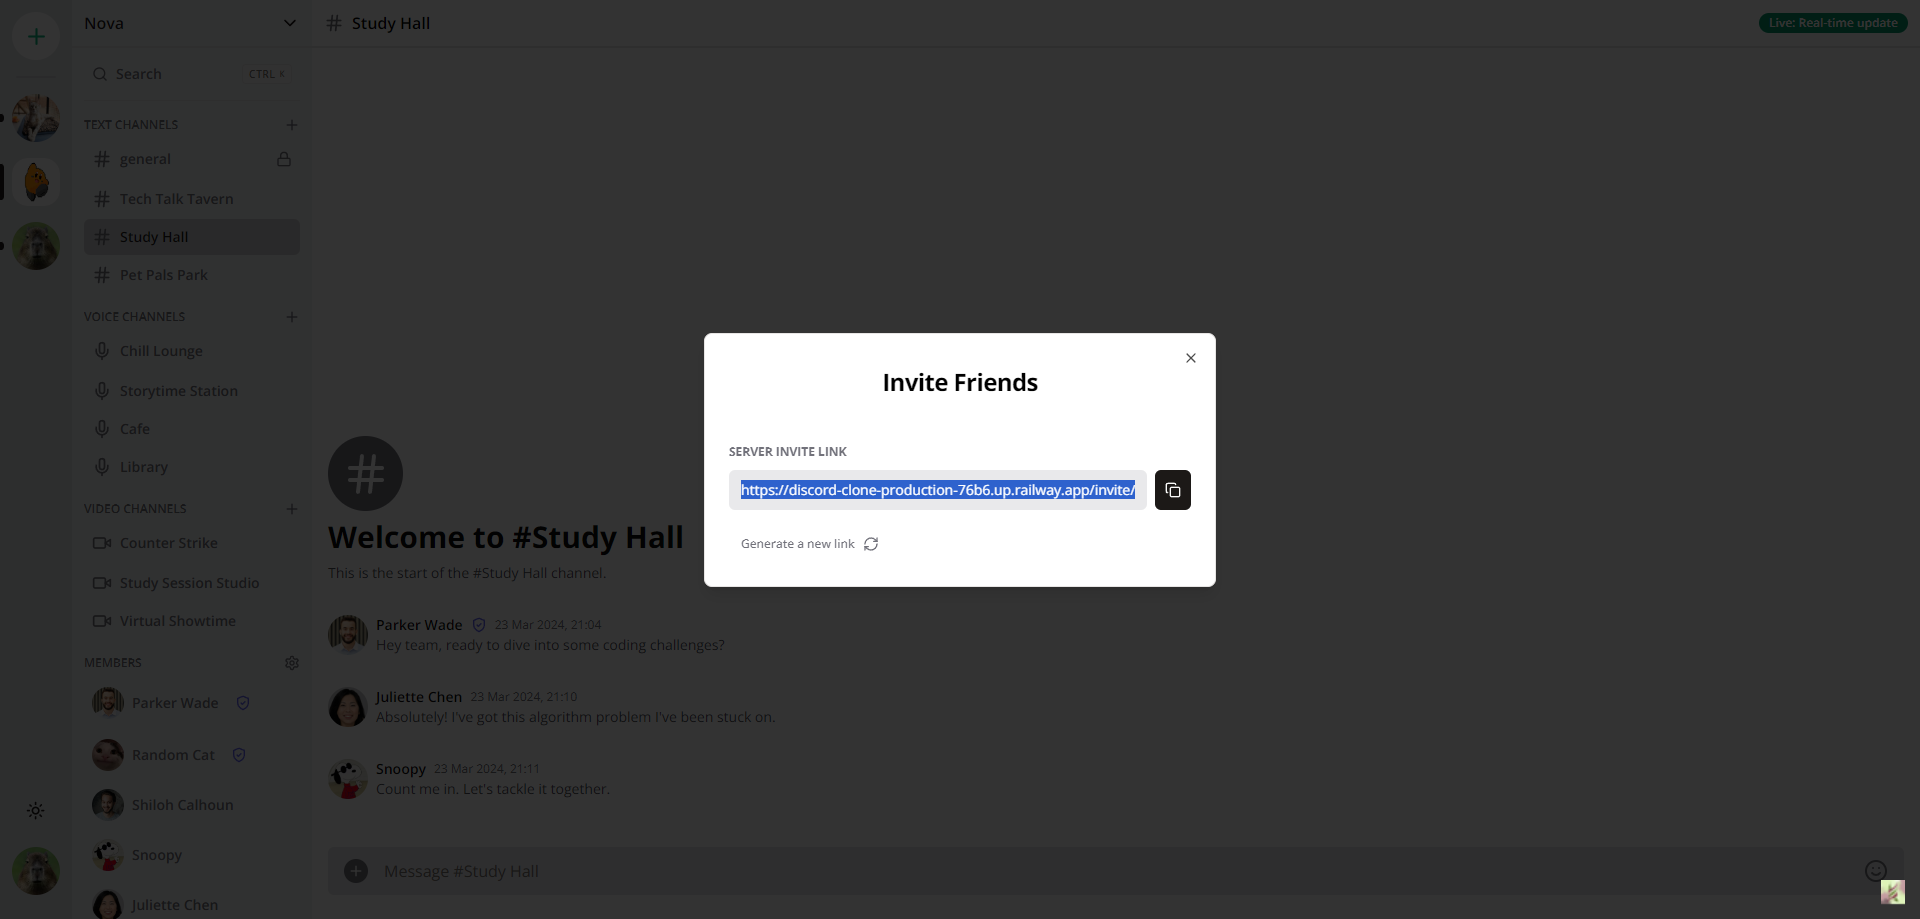 Nova
Search
CTRL K
TEXT CHANNELS
general
Tech Talk Tavern
Study Hall
Pet Pals Park
VOICE CHANNELS
Chill Lounge
Storytime Station
Cafe
Library
VIDEO CHANNELS
Counter Strike
Study Session Studio
Virtual Showtime
MEMBERS
Parker Wade
Random Cat
Shiloh Calhoun
Snoopy
Juliette Chen
# Study Hall
Live: Real-time update
Welcome to #Study Hall
This is the start of the #Study Hall channel.
Parker Wade 23 Mar 2024, 21:04
Hey team, ready to dive into some coding challenges?
Juliette Chen 23 Mar 2024, 21:10
Absolutely! I've got this algorithm problem I've been stuck on.
Snoopy 23 Mar 2024, 21:11
Count me in. Let's tackle it together.
Message #Study Hall
Invite Friends
SERVER INVITE LINK
https://discord-clone-production-76b6.up.railway.app/invite/
Generate a new link